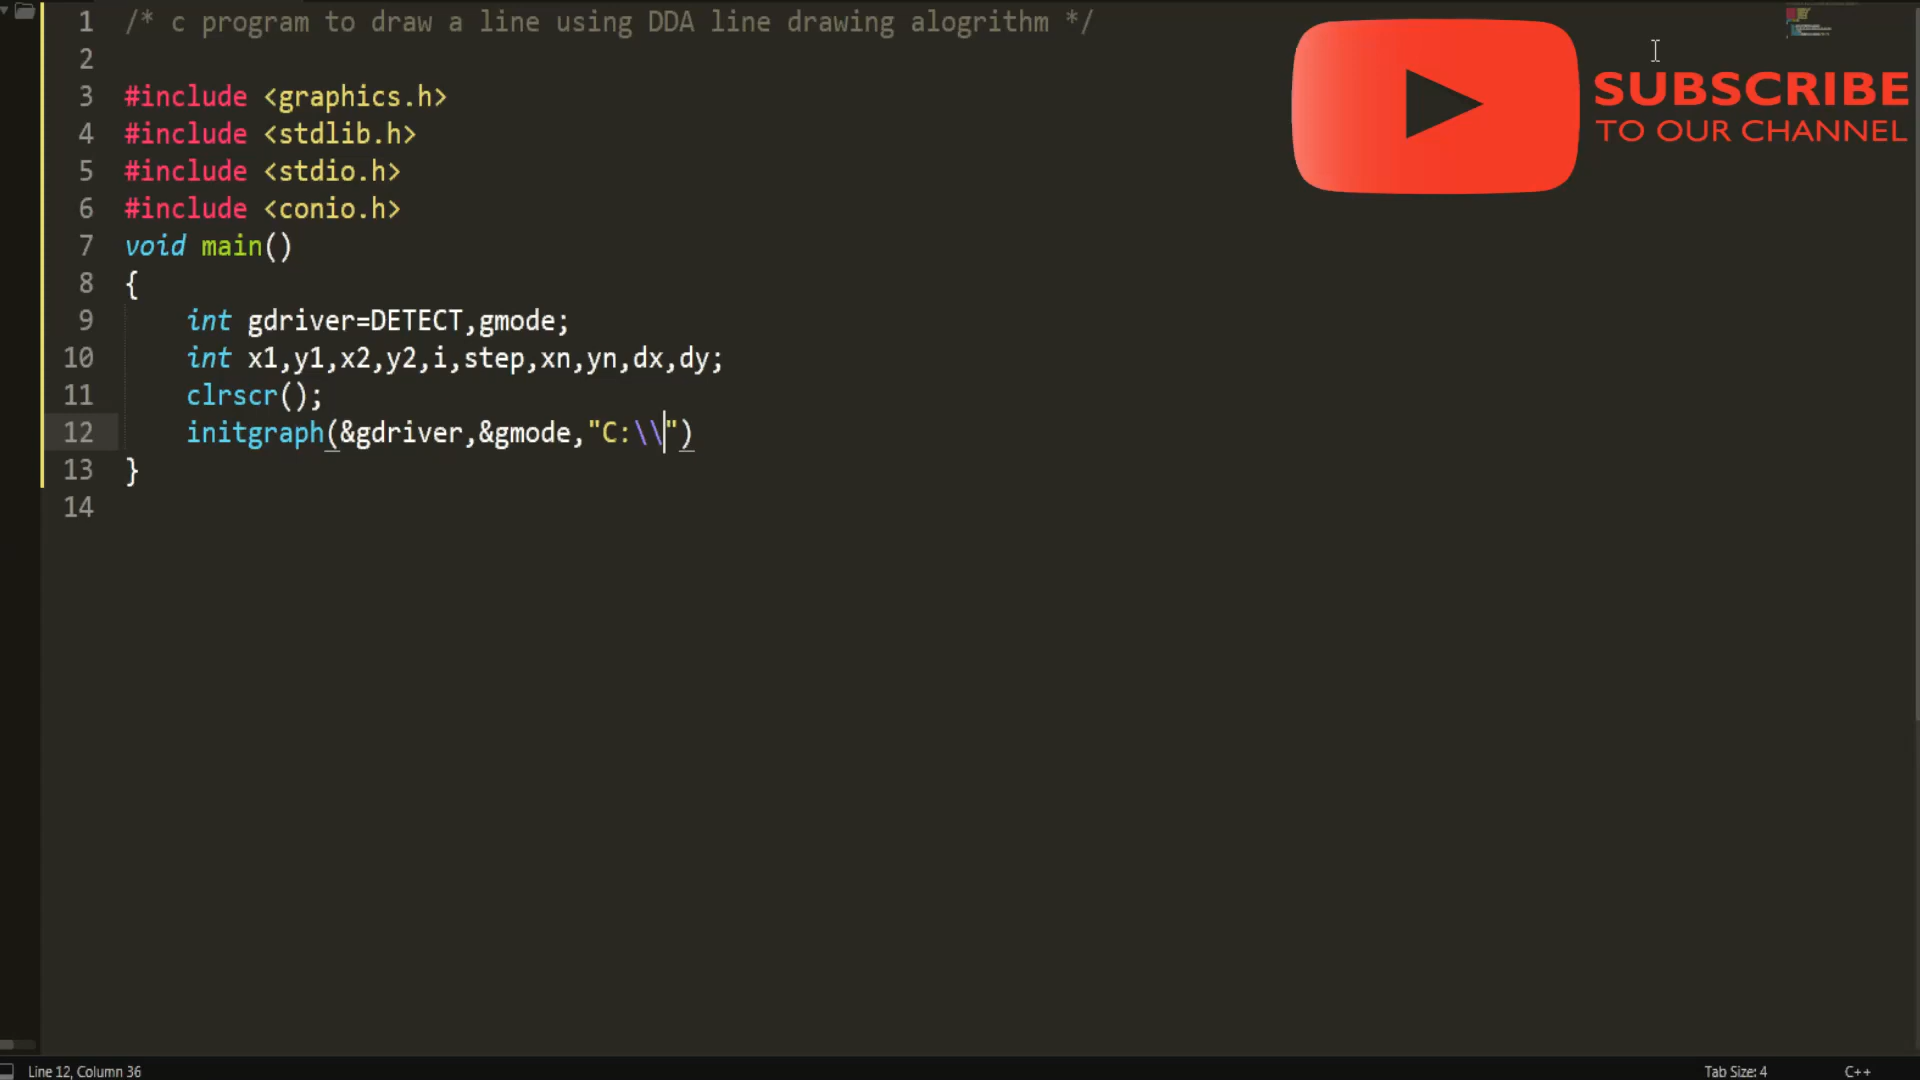 1 /* c program to draw a line using DDA line drawing alogrithm */
2
3 #include <graphics.h>
4 #include <stdlib.h>
5 #include <stdio.h>
6 #include <conio.h>
7 void main()
8 {
9 int gdriver=DETECT,gmode;
10 int x1,y1,x2,y2,i,step,xn,yn,dx,dy;
11 clrscr();
12 initgraph(&gdriver,&gmode,"C:\\")
13 }
14
SUBSCRIBE
TO OUR CHANNEL
Line 12, Column 36 Tab Size: 4 C++